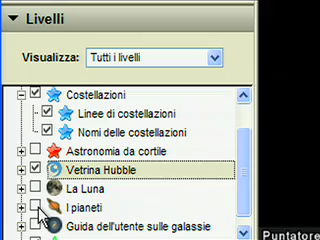 Livelli
Visualizza: Tutti i livelli
Costellazioni
Linee di costellazioni
Nomi delle costellazioni
Astronomia da cortile
Vetrina Hubble
La Luna
I pianeti
Guida dell'utente sulle galassie
Puntatore